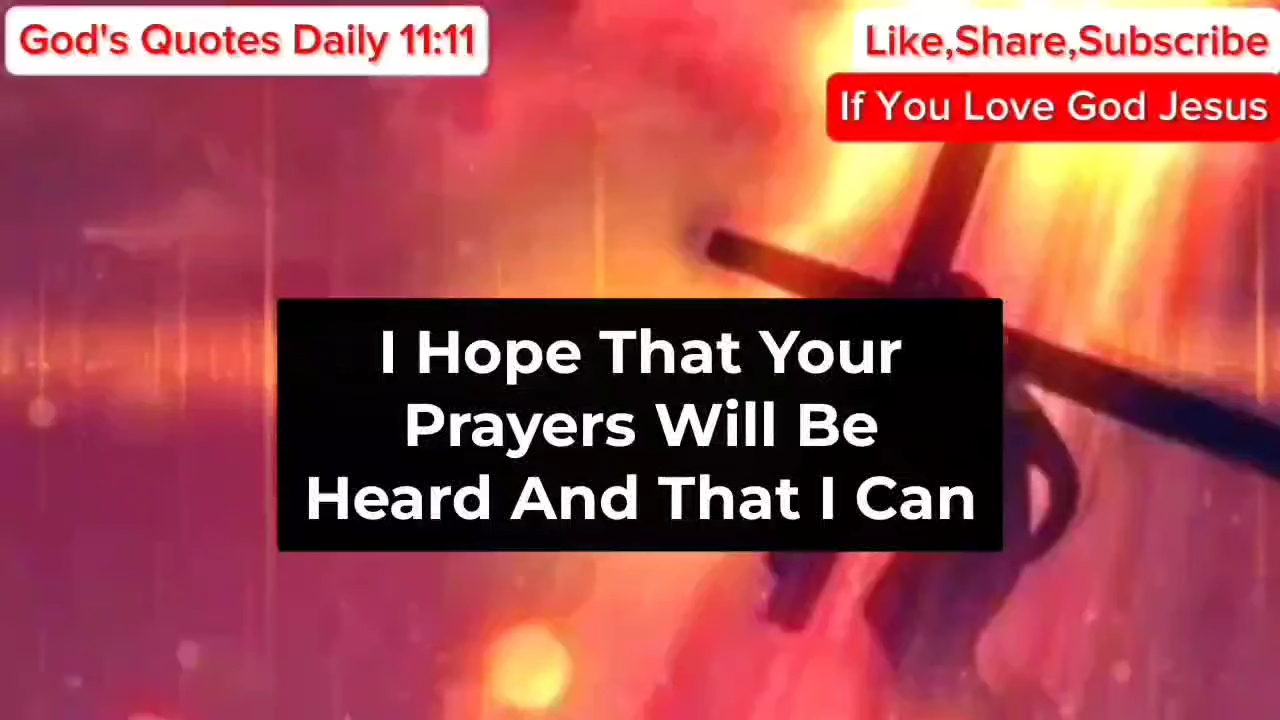 God's Quotes Daily 11:11
Like,Share,Subscribe
If You Love God Jesus
I Hope That Your
Prayers Will Be
Heard And That I Can